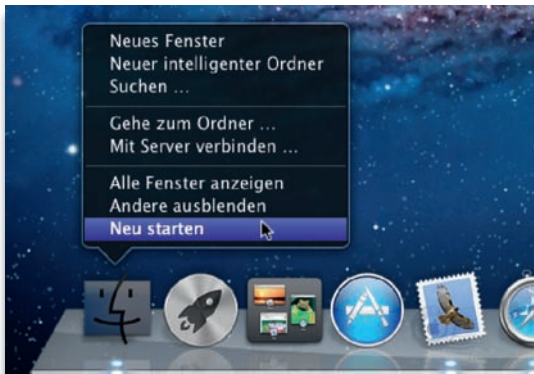 Neues Fenster
Neuer intelligenter Ordner
Suchen ...
Gehe zum Ordner ...
Mit Server verbinden ...
Alle Fenster anzeigen
Andere ausblenden
Neu starten